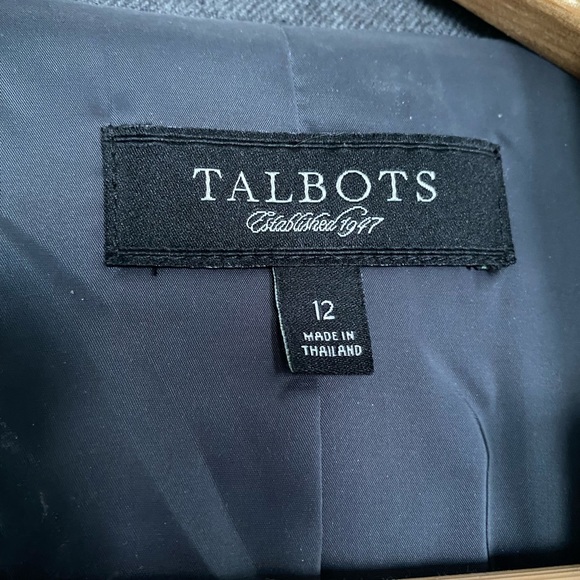 TALBOTS
Established 1947
12
MADE IN
THAILAND